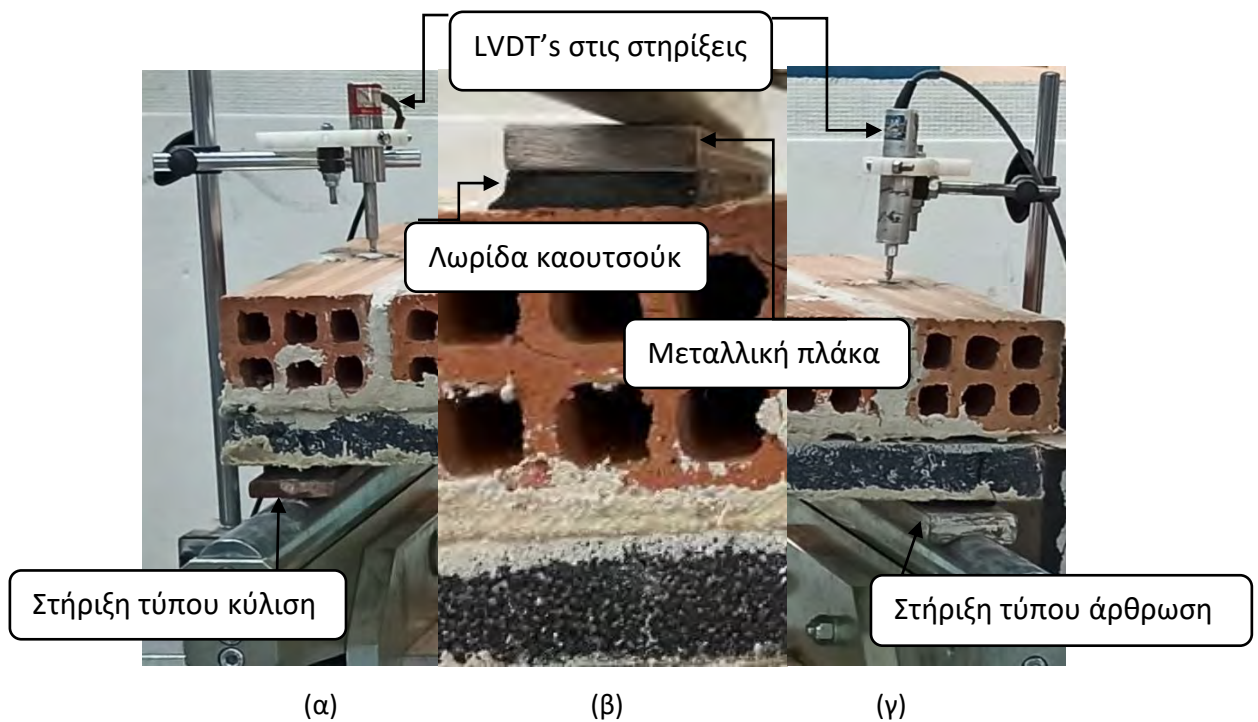 LVDT’s στις στηρίξεις
Λωρίδα καουτσούκ
Μεταλλική πλάκα
Στήριξη τύπου κύλιση
Στήριξη τύπου άρθρωση
(α)
(β)
(γ)